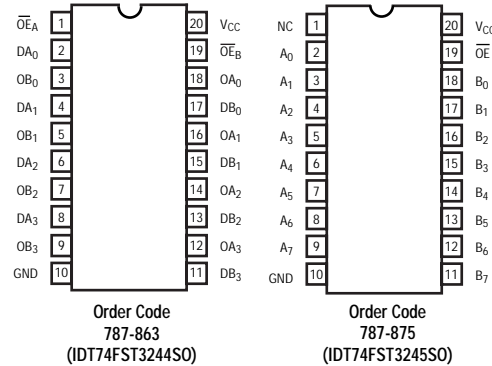 OEA 1 20 VCC
DA0 2 19 OEB
OB0 3 18 OA0
DA1 4 17 DB0
OB1 5 16 OA1
DA2 6 15 DB1
OB2 7 14 OA2
DA3 8 13 DB2
OB3 9 12 OA3
GND 10 11 DB3
Order Code
787-863
(IDT74FST3244SO)
NC 1 20 VCC
A0 2 19 OE
A1 3 18 B0
A2 4 17 B1
A3 5 16 B2
A4 6 15 B3
A5 7 14 B4
A6 8 13 B5
A7 9 12 B6
GND 10 11 B7
Order Code
787-875
(IDT74FST3245SO)